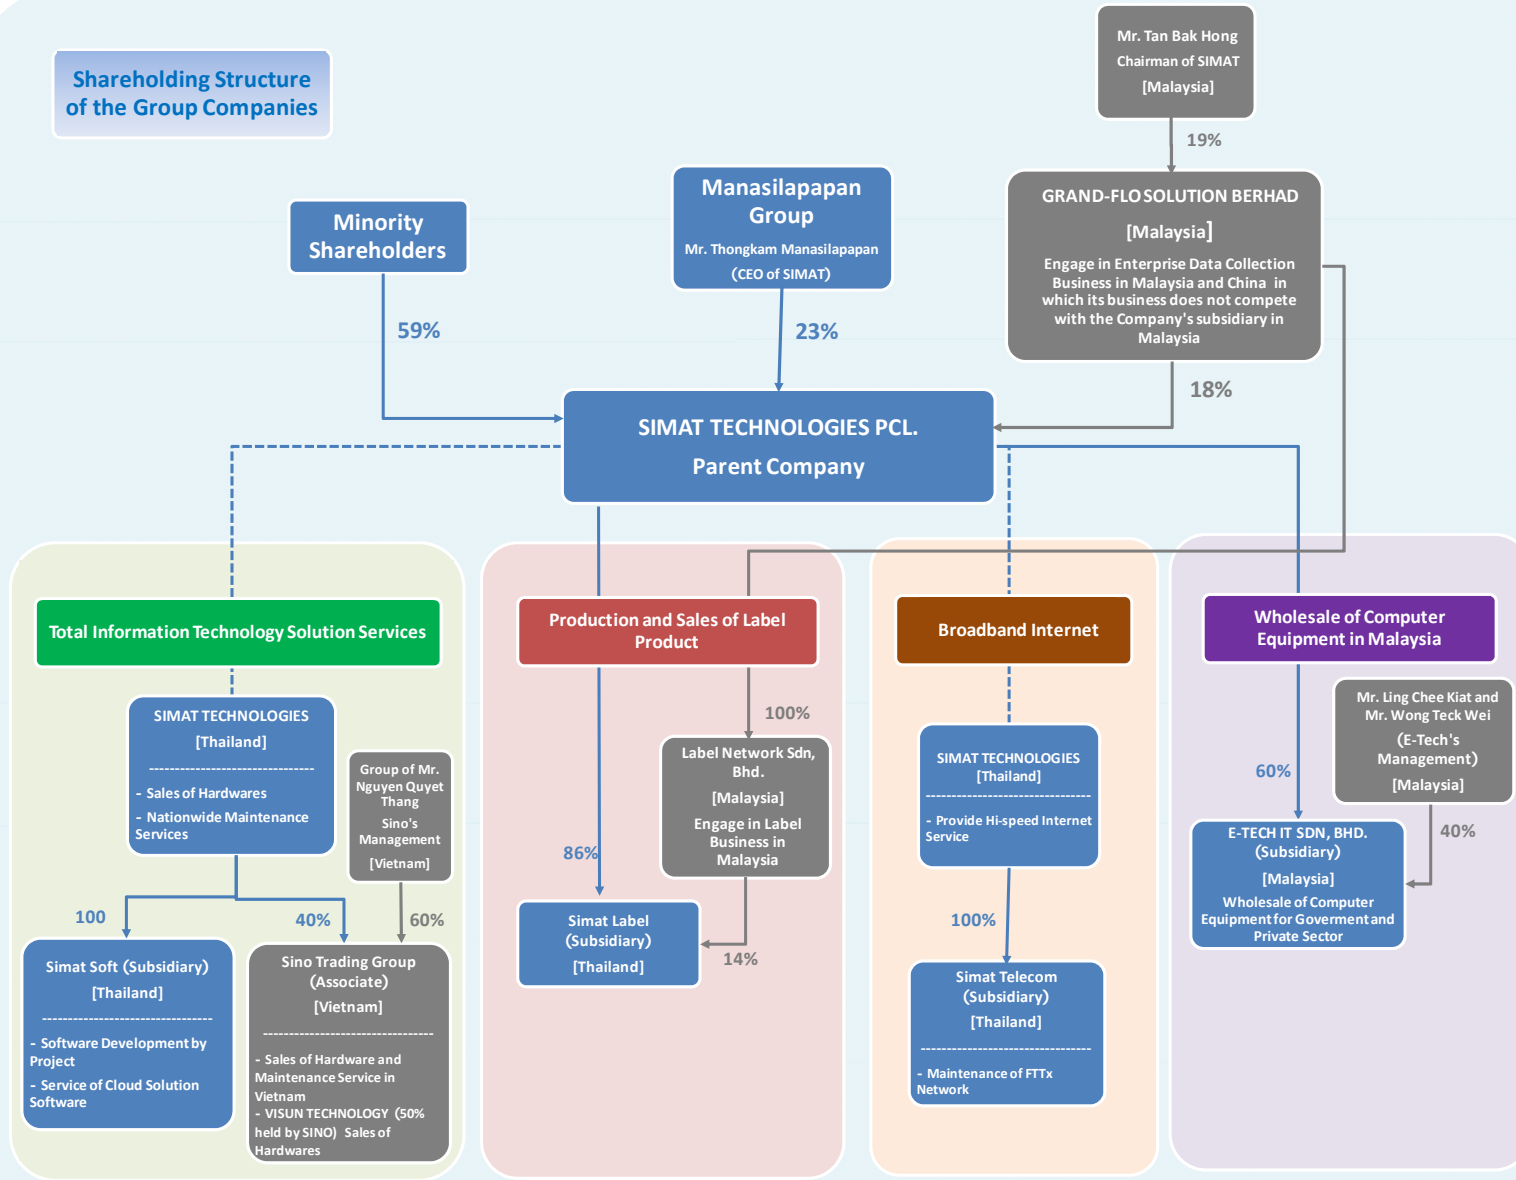 Shareholding Structure
of the Group Companies
Mr. Tan Bak Hong
Chairman of SIMAT
[Malaysia]
19%
GRAND-FLO SOLUTION BERHAD
[Malaysia]
Engage in Enterprise Data Collection
Business in Malaysia and China in
which its business does not compete
with the Company's subsidiary in
Malaysia
Minority
Shareholders
Manasilapapan
Group
Mr. Thongkam Manasilapapan
(CEO of SIMAT)
59%
23%
18%
SIMAT TECHNOLOGIES PCL.
Parent Company
Total Information Technology Solution Services
SIMAT TECHNOLOGIES
[Thailand]
---------------------------------
- Sales of Hardwares
- Nationwide Maintenance
Services
Group of Mr.
Nguyen Quyet
Thang
Sino's
Management
[Vietnam]
100
40%
60%
Simat Soft (Subsidiary)
[Thailand]
----------------------------------
- Software Development by
Project
- Service of Cloud Solution
Software
Sino Trading Group
(Associate)
[Vietnam]
----------------------------------
- Sales of Hardware and
Maintenance Service in
Vietnam
- VISUN TECHNOLOGY (50%
held by SINO) Sales of
Hardwares
Production and Sales of Label
Product
100%
Label Network Sdn,
Bhd.
[Malaysia]
Engage in Label
Business in
Malaysia
86%
Simat Label
(Subsidiary)
[Thailand]
14%
Broadband Internet
SIMAT TECHNOLOGIES
[Thailand]
---------------------------------
- Provide Hi-speed Internet
Service
100%
Simat Telecom
(Subsidiary)
[Thailand]
----------------------------------
- Maintenance of FTTx
Network
Wholesale of Computer
Equipment in Malaysia
Mr. Ling Chee Kiat and
Mr. Wong Teck Wei
(E-Tech's
Management)
[Malaysia]
60%
40%
E-TECH IT SDN, BHD.
(Subsidiary)
[Malaysia]
Wholesale of Computer
Equipment for Goverment and
Private Sector